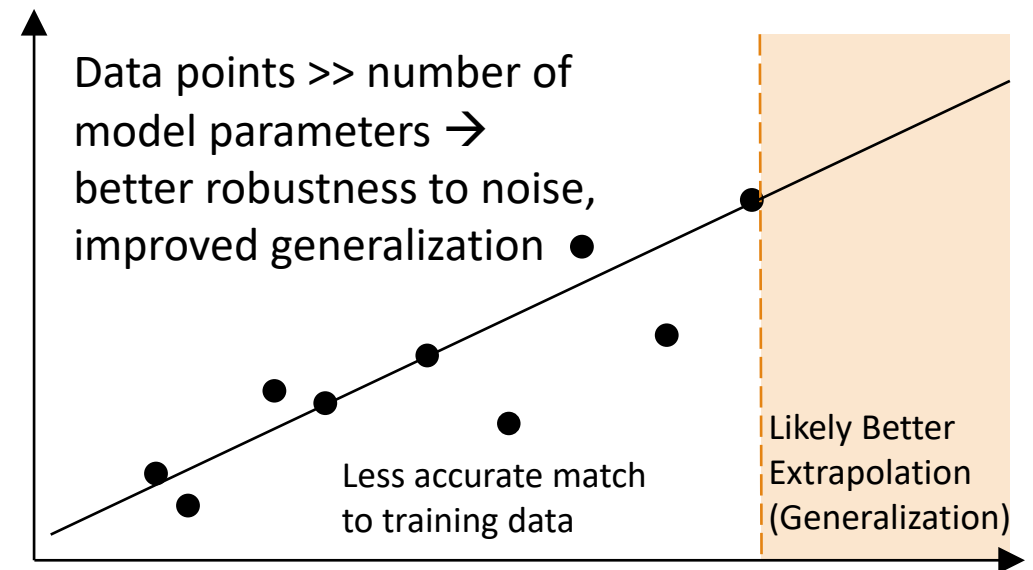 Data points >> number of
model parameters →
better robustness to noise,
improved generalization
Less accurate match
to training data
Likely Better
Extrapolation
(Generalization)